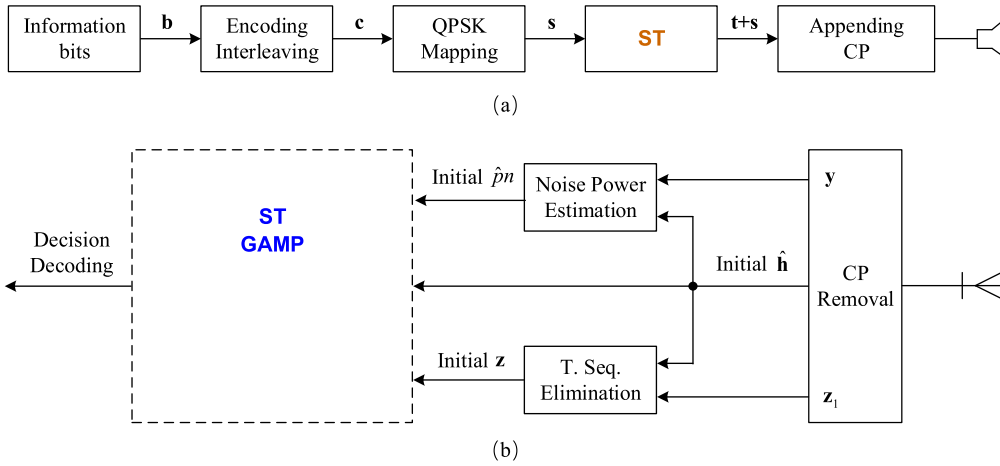 Information bits
b
Encoding Interleaving
c
QPSK Mapping
s
ST
t+s
Appending CP
(a)
Initial p̂n
Noise Power Estimation
y
ST GAMP
Decision Decoding
Initial ĥ
CP Removal
Initial z
T. Seq. Elimination
z₁
(b)